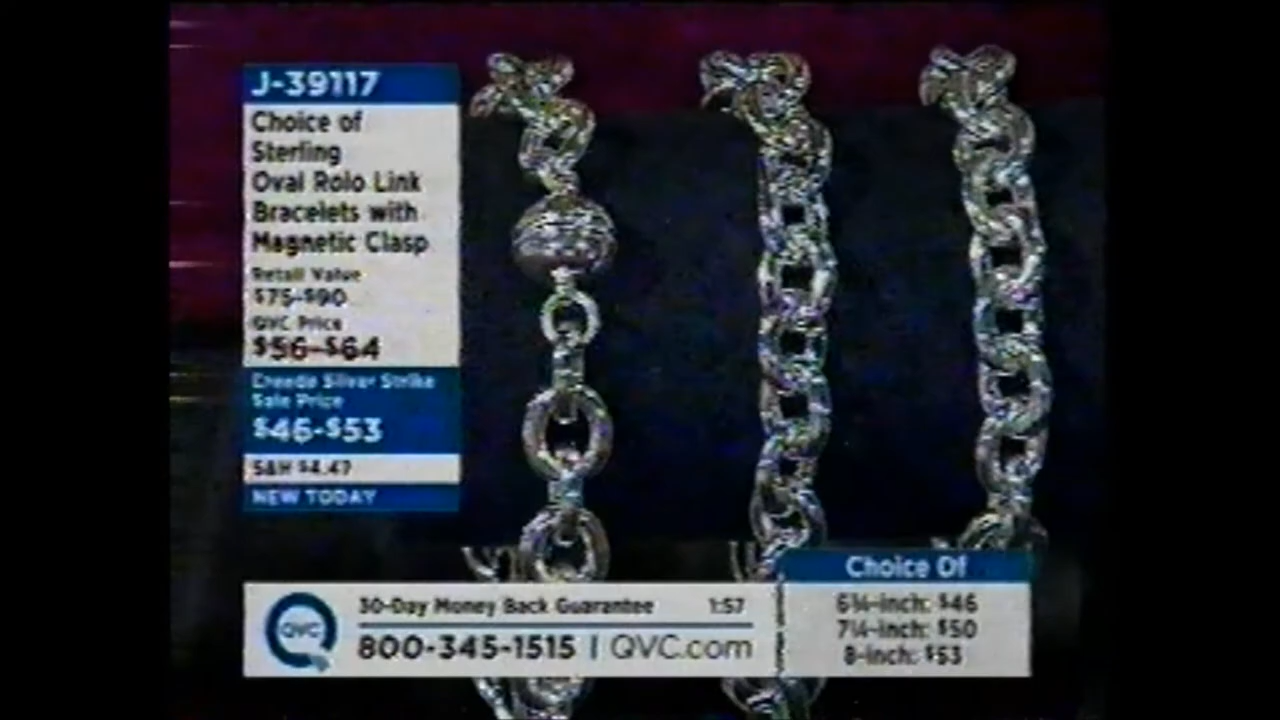 J-39117
Choice of
Sterling
Oval Rolo Link
Bracelets with
Magnetic Clasp
Retail Value
$75-$90
QVC Price
$56-$64
Creede Silver Strike
Sale Price
$46-$53
S&H $4.47
NEW TODAY
QVC
30-Day Money Back Guarantee 1:57
800-345-1515 | QVC.com
Choice Of
6¾-inch: $46
7¼-inch: $50
8-inch: $53